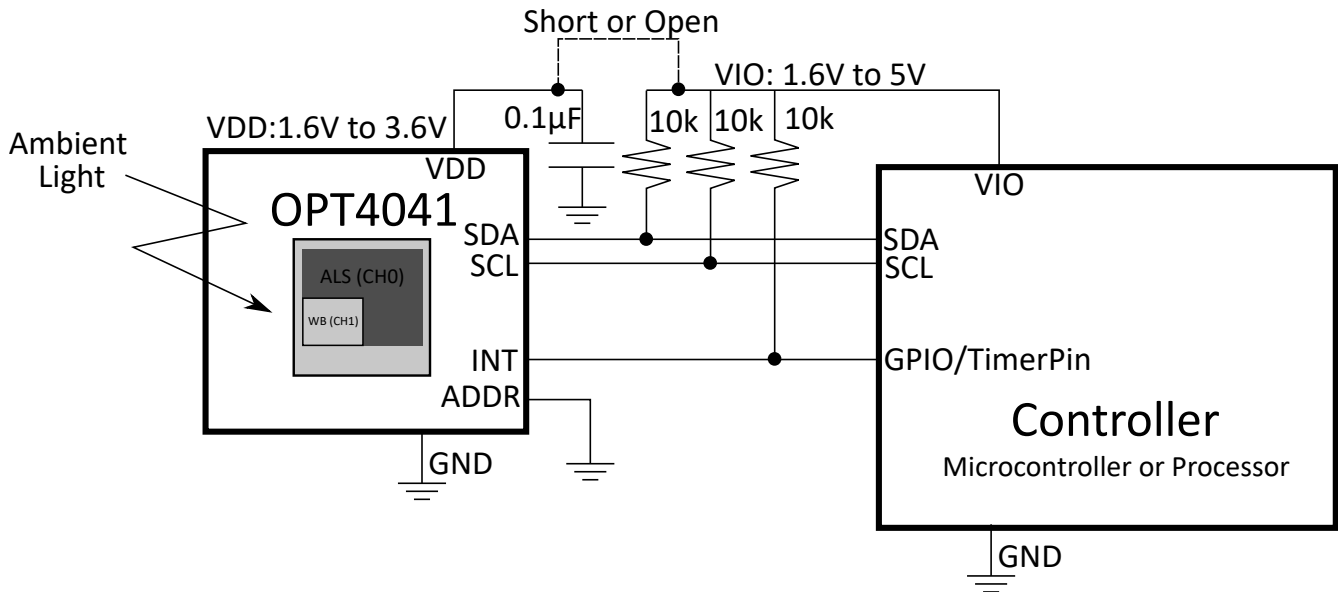 Short or Open
VIO: 1.6V to 5V
0.1µF
10k
10k
10k
VDD:1.6V to 3.6V
Ambient
Light
VDD
VIO
OPT4041
SDA
SCL
SDA
SCL
ALS (CH0)
WB (CH1)
INT
GPIO/TimerPin
ADDR
Controller
Microcontroller or Processor
GND
GND